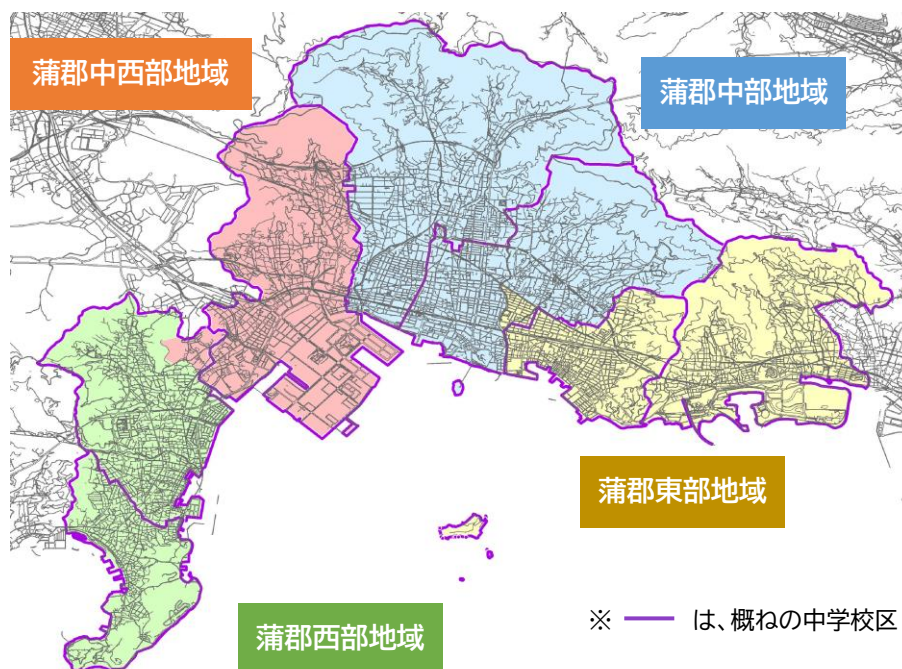 蒲郡中西部地域
蒲郡中部地域
蒲郡東部地域
蒲郡西部地域
※ は、概ねの中学校区